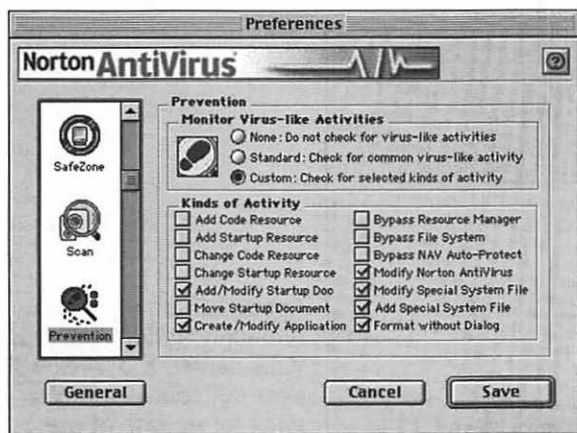 Preferences
Norton AntiVirus
SafeZone
Scan
Prevention
Prevention
Monitor Virus-like Activities
None: Do not check for virus-like activities
Standard: Check for common virus-like activity
Custom: Check for selected kinds of activity
Kinds of Activity
Add Code Resource
Add Startup Resource
Change Code Resource
Change Startup Resource
Add/Modify Startup Doc
Move Startup Document
Create/Modify Application
Bypass Resource Manager
Bypass File System
Bypass NAV Auto-Protect
Modify Norton AntiVirus
Modify Special System File
Add Special System File
Format without Dialog
General
Cancel
Save